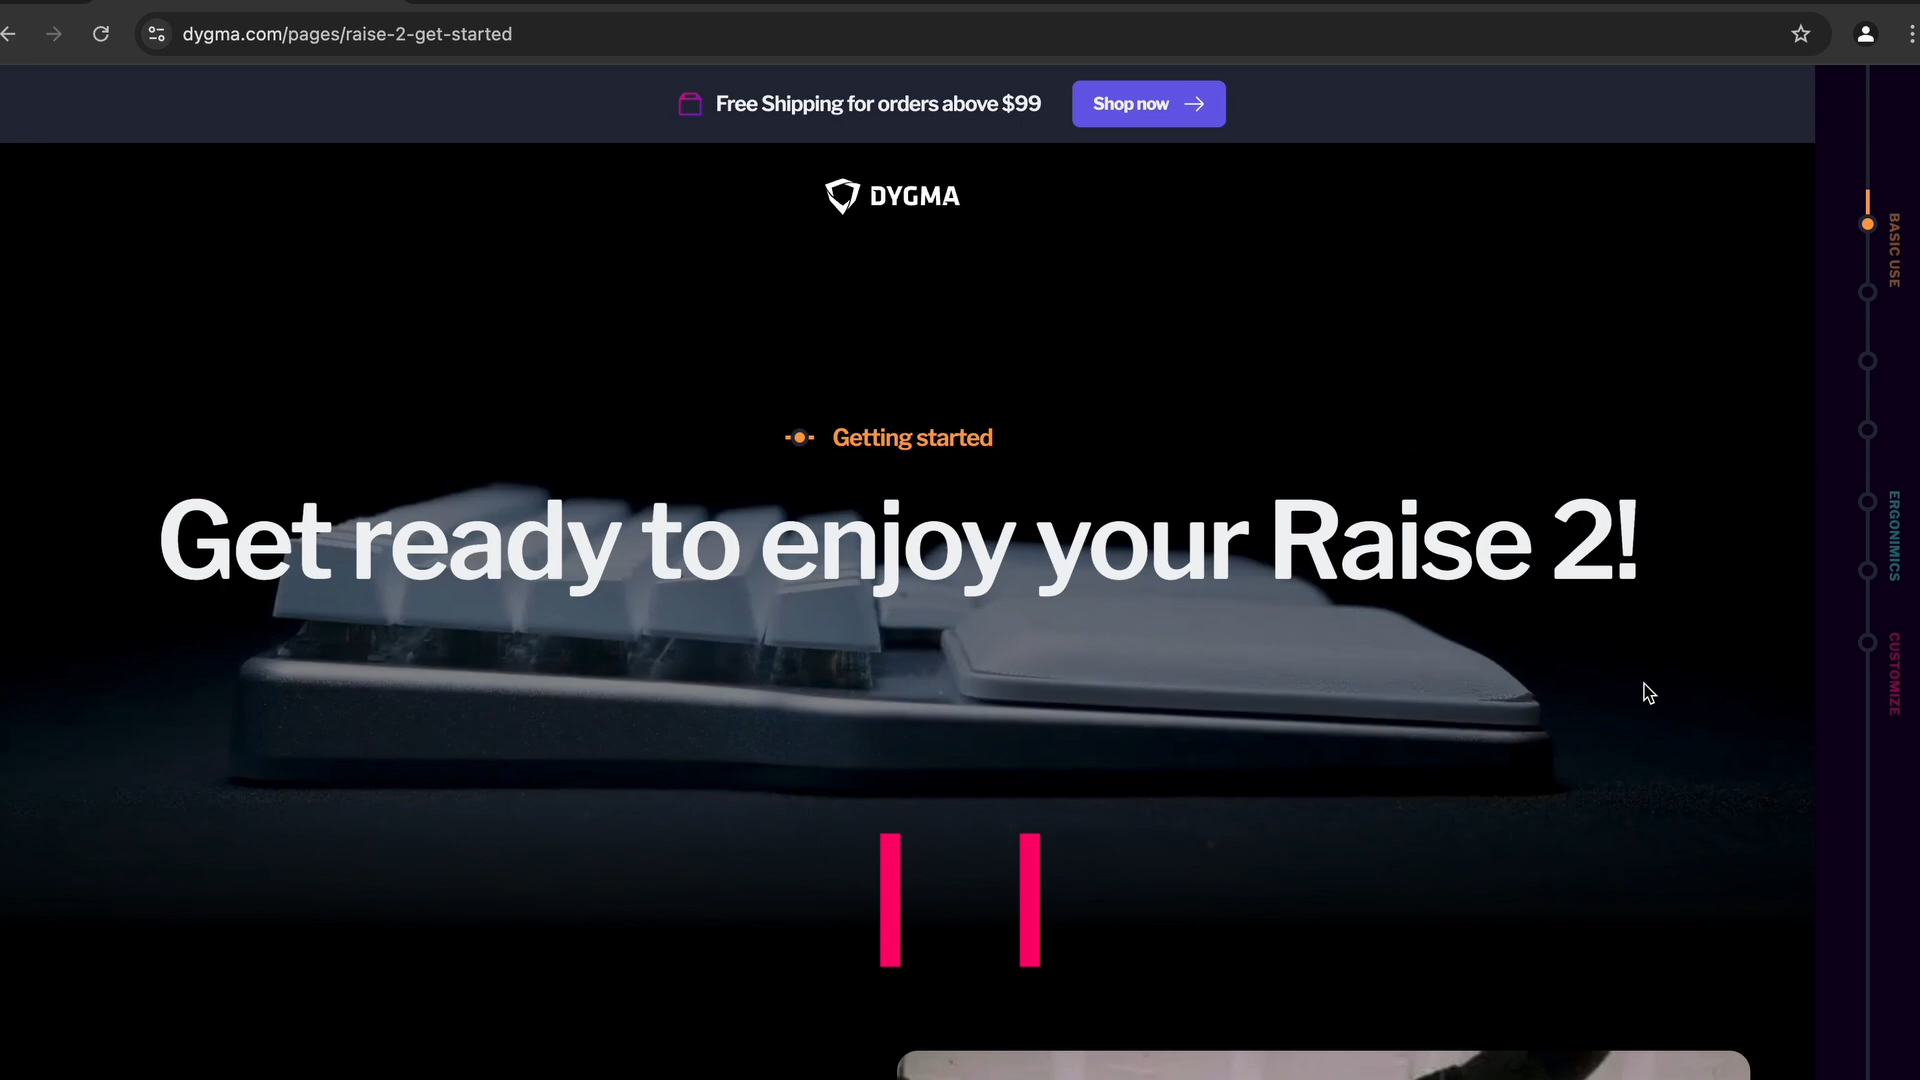 dygma.com/pages/raise-2-get-started
Free Shipping for orders above $99
Shop now
DYGMA
BASIC USE
Getting started
Get ready to enjoy your Raise 2!
ERGONIMICS
CUSTOMIZE